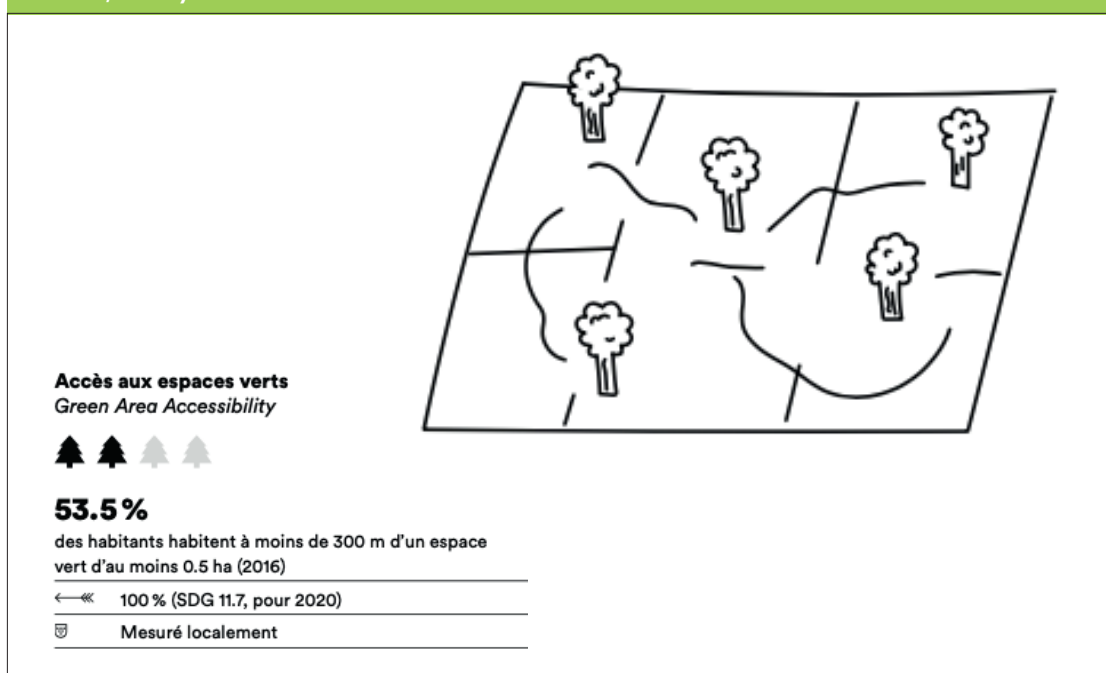 Accès aux espaces verts
Green Area Accessibility
53.5 %
des habitants habitent à moins de 300 m d'un espace
vert d'au moins 0.5 ha (2016)
100 % (SDG 11.7, pour 2020)
Mesuré localement